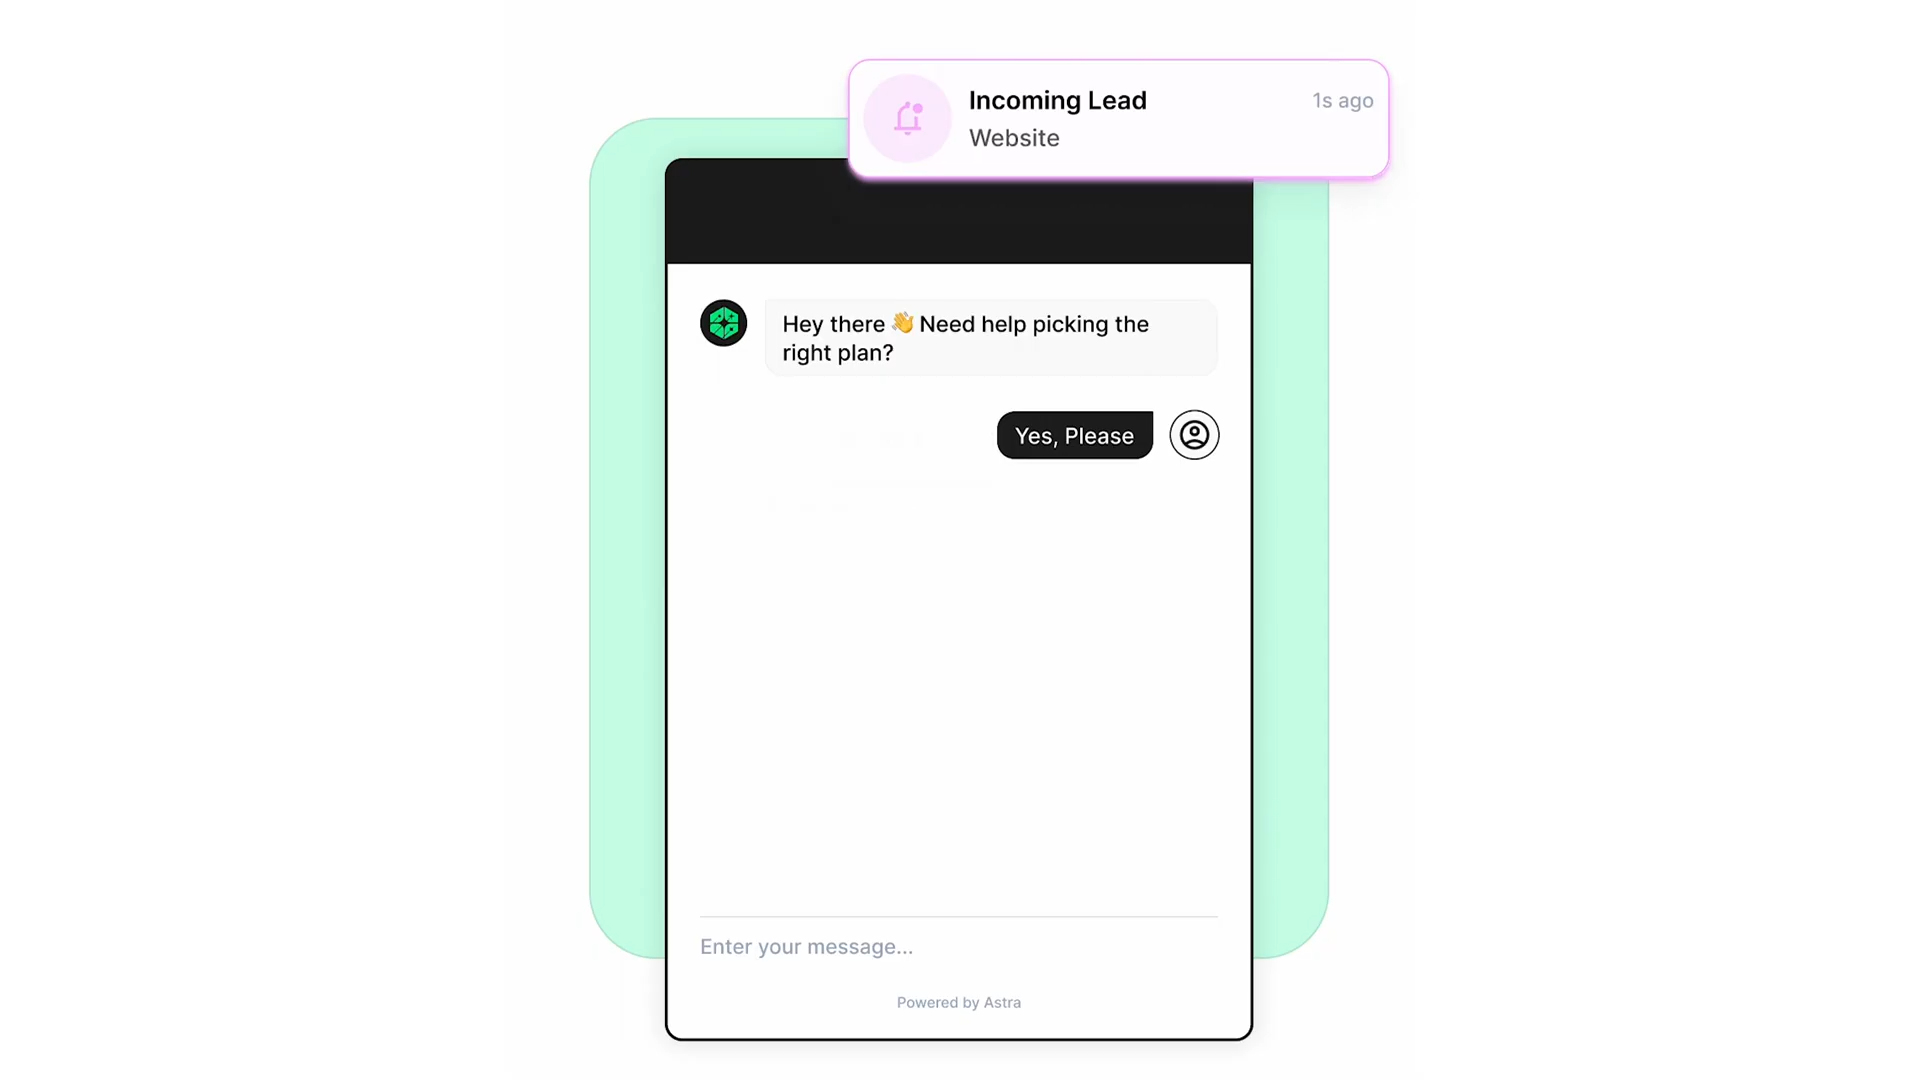 Incoming Lead
1s ago
Website
Hey there 👋 Need help picking the
right plan?
Yes, Please
Enter your message...
Powered by Astra